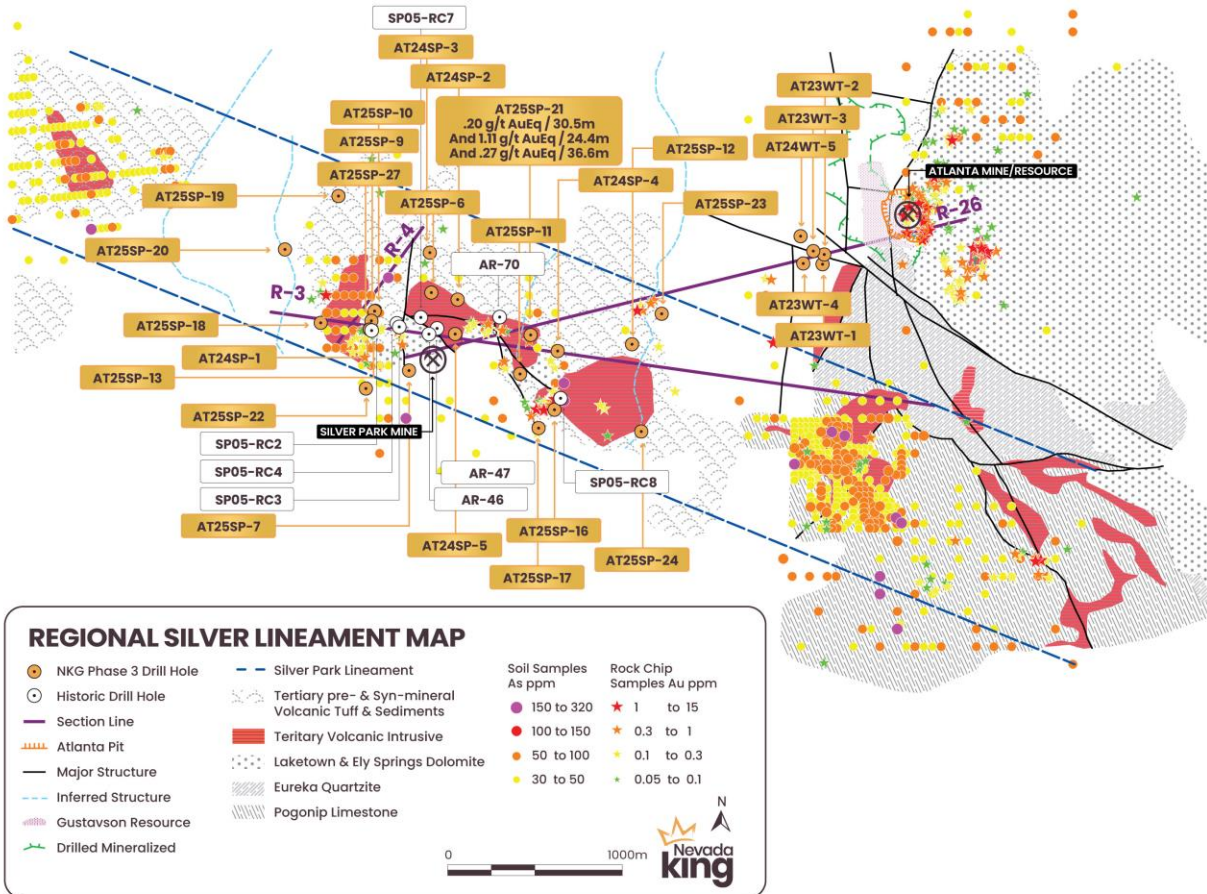 SP05-RC7
AT24SP-3
AT24SP-2
AT25SP-10
AT25SP-9
AT25SP-27
AT25SP-21
.20 g/t AuEq / 30.5m
And 1.11 g/t AuEq / 24.4m
And .27 g/t AuEq / 36.6m
AT25SP-12
AT24SP-4
AT25SP-23
AT23WT-2
AT23WT-3
AT24WT-5
ATLANTA MINE/RESOURCE
R-26
AT25SP-19
AT25SP-6
AT25SP-11
AT25SP-20
R-4
AR-70
R-3
AT23WT-4
AT23WT-1
AT25SP-18
AT24SP-1
AT25SP-13
AT25SP-22
SILVER PARK MINE
SP05-RC2
SP05-RC4
SP05-RC3
AT25SP-7
AR-47
AR-46
SP05-RC8
AT24SP-5
AT25SP-16
AT25SP-17
AT25SP-24
REGIONAL SILVER LINEAMENT MAP
NKG Phase 3 Drill Hole
Historic Drill Hole
Section Line
Atlanta Pit
Major Structure
Inferred Structure
Gustavson Resource
Drilled Mineralized
Silver Park Lineament
Tertiary pre- & Syn-mineral
Volcanic Tuff & Sediments
Teritary Volcanic Intrusive
Laketown & Ely Springs Dolomite
Eureka Quartzite
Pogonip Limestone
Soil Samples
As ppm
150 to 320
100 to 150
50 to 100
30 to 50
Rock Chip
Samples Au ppm
1 to 15
0.3 to 1
0.1 to 0.3
0.05 to 0.1
0 1000m
N
Nevada
king